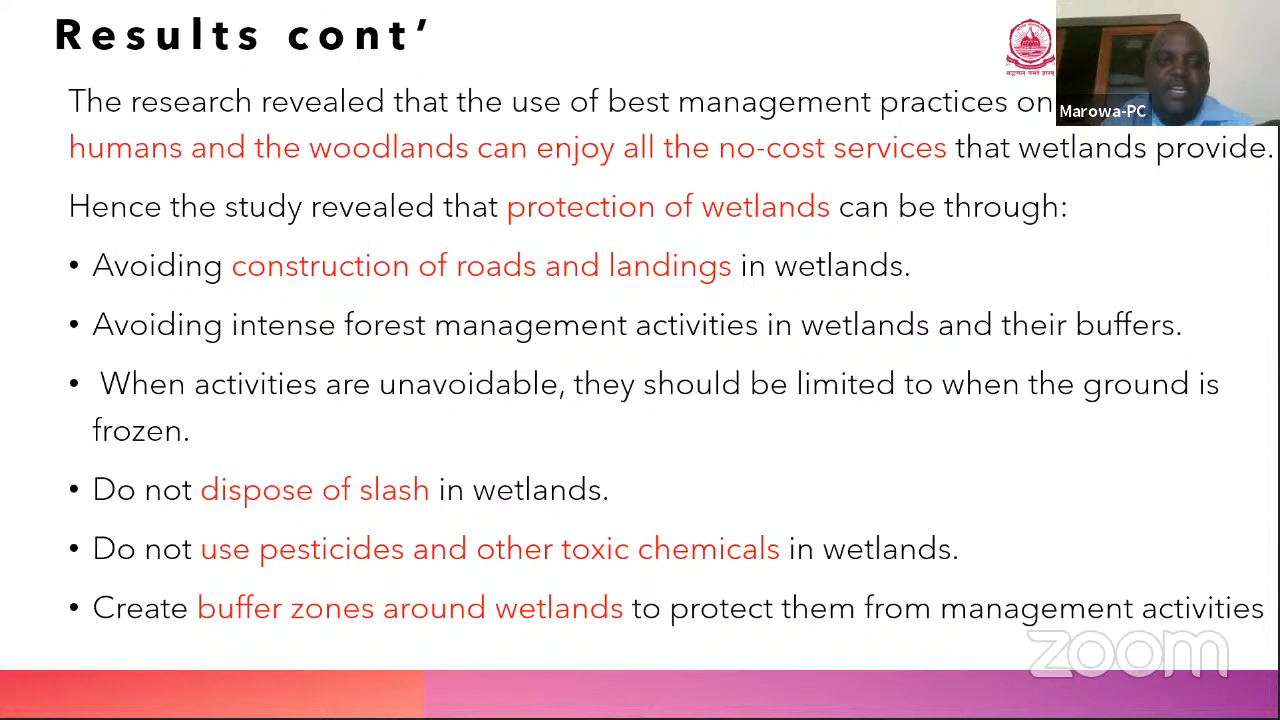 Results cont’
Marowa-PC
The research revealed that the use of best management practices on
humans and the woodlands can enjoy all the no-cost services that wetlands provide.
Hence the study revealed that protection of wetlands can be through:
• Avoiding construction of roads and landings in wetlands.
• Avoiding intense forest management activities in wetlands and their buffers.
• When activities are unavoidable, they should be limited to when the ground is
frozen.
• Do not dispose of slash in wetlands.
• Do not use pesticides and other toxic chemicals in wetlands.
• Create buffer zones around wetlands to protect them from management activities
zoom